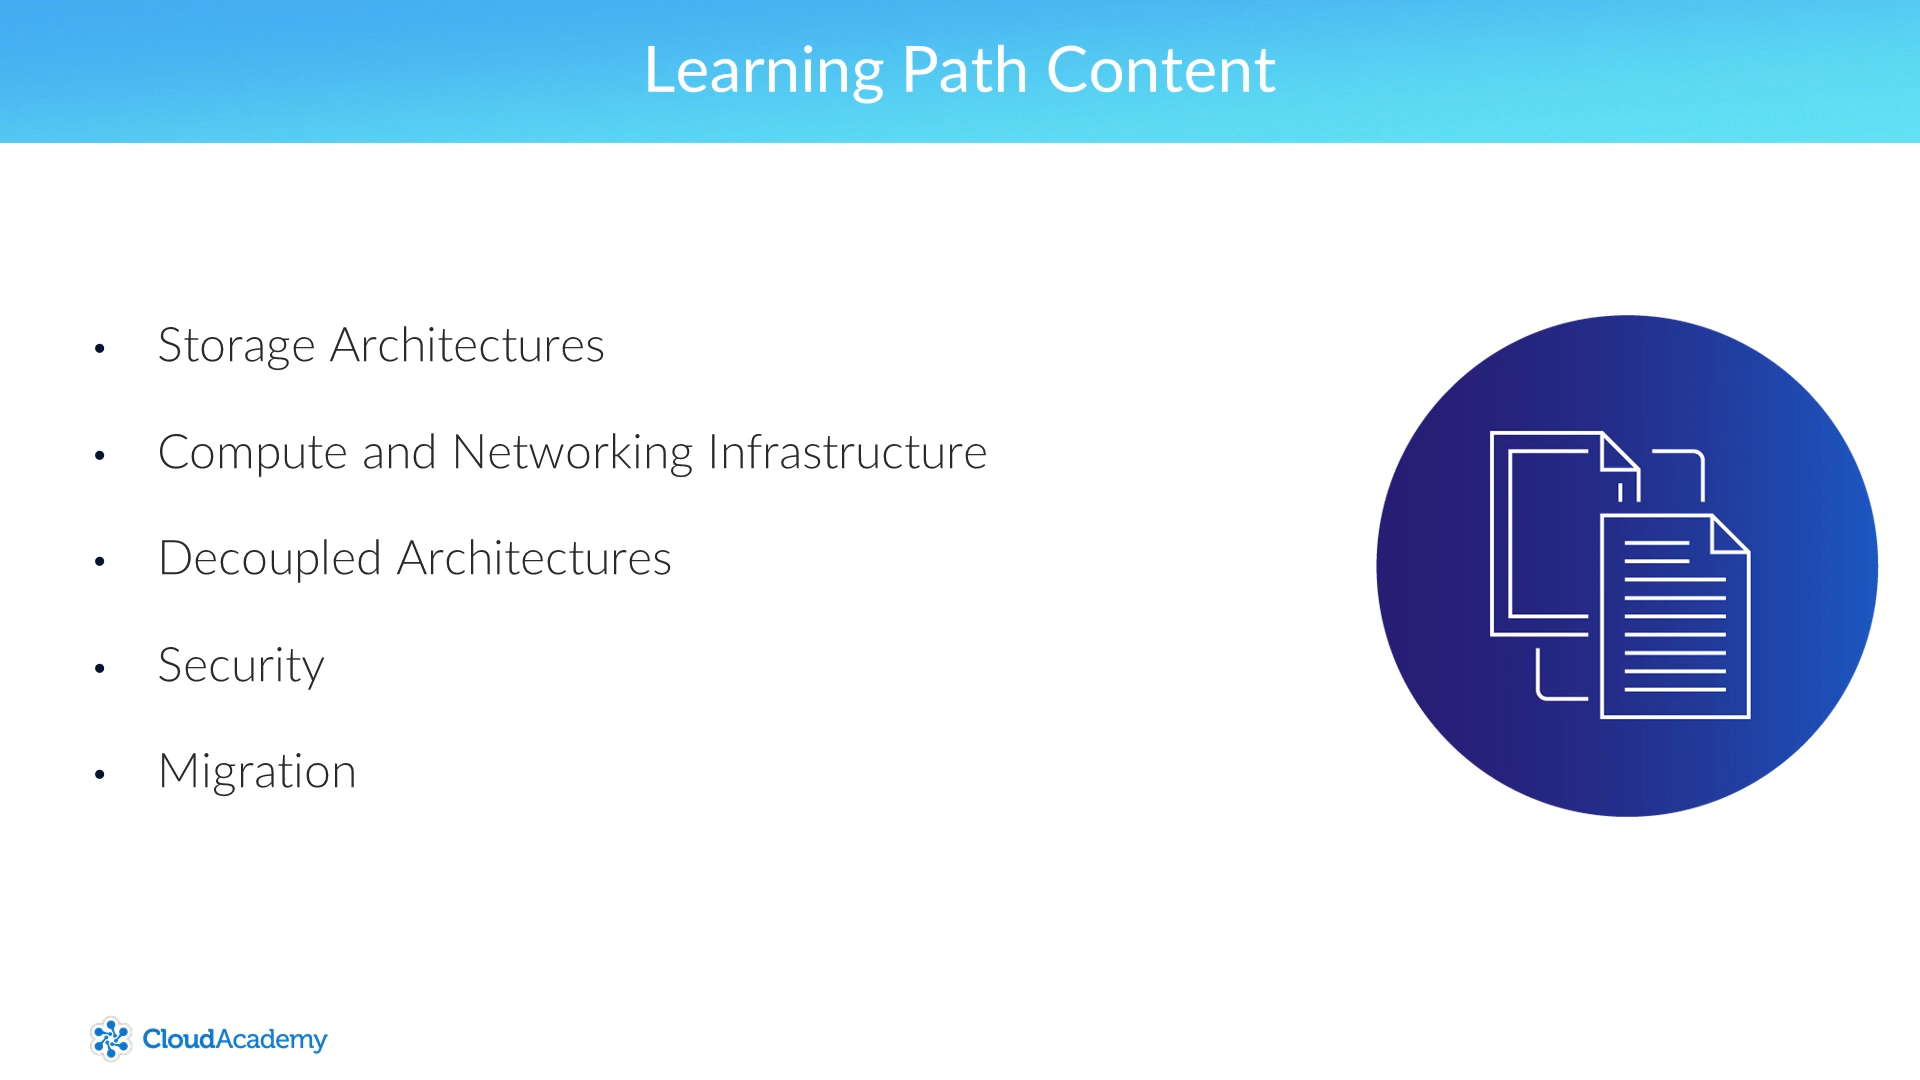 Learning Path Content
• Storage Architectures
• Compute and Networking Infrastructure
• Decoupled Architectures
• Security
• Migration
CloudAcademy